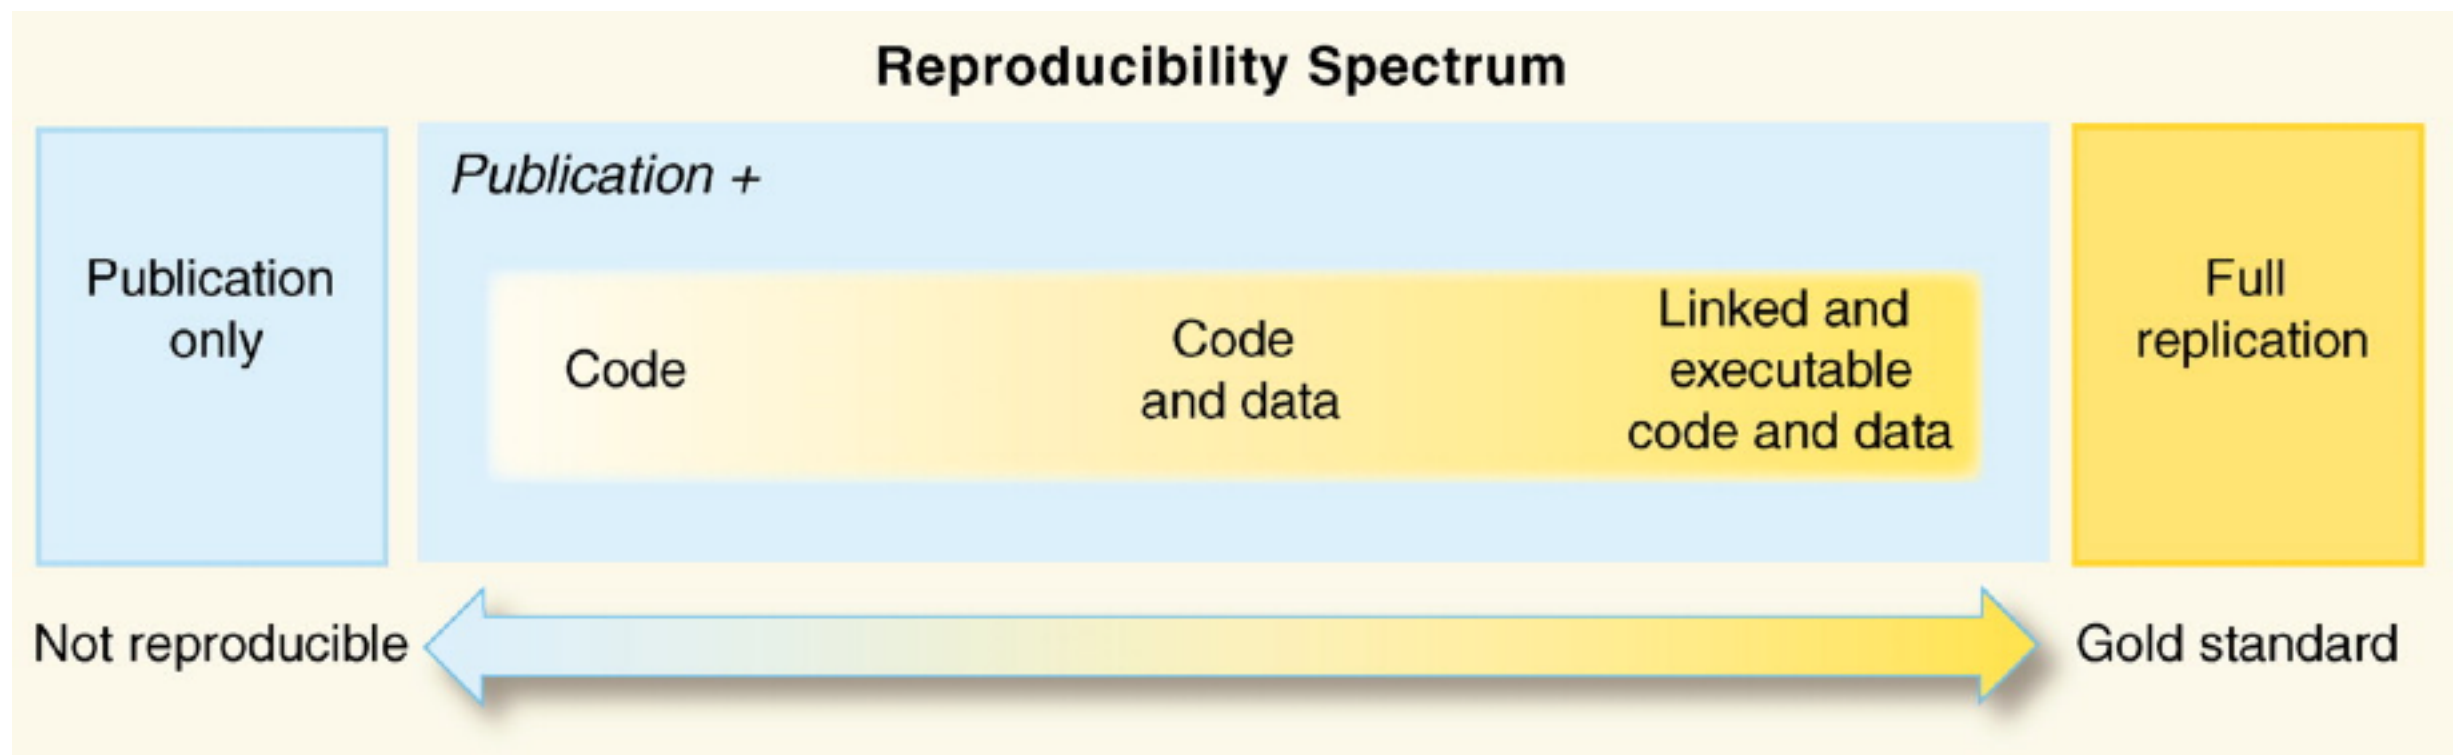 Reproducibility Spectrum
Publication
only
Publication +
Code
Code
and data
Linked and
executable
code and data
Full
replication
Not reproducible
Gold standard